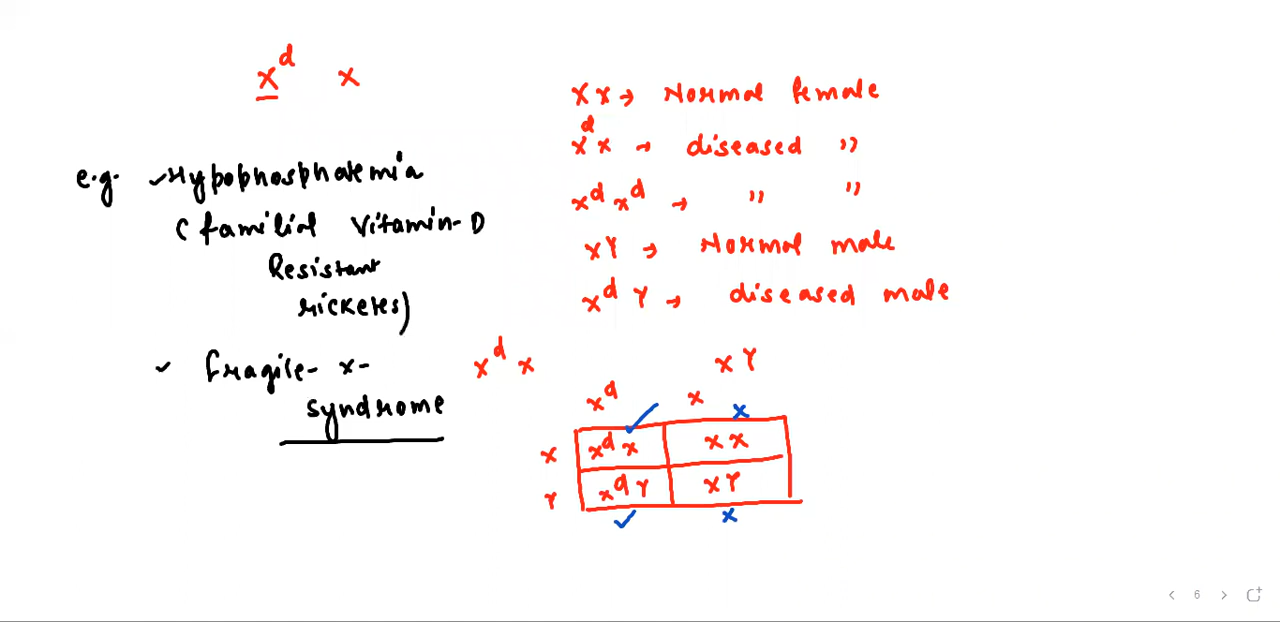 x^d x
e.g. ✓Hypophosphatemia
(familial Vitamin-D
Resistant
rickets)
✓ Fragile-x-
syndrome
Xx → Normal female
x^d x → diseased "
x^d x^d → " "
xY → Normal male
x^d Y → diseased male
x^d x xY
x^d x x
x x^d x x x
Y x^d Y xY
✓ x
6